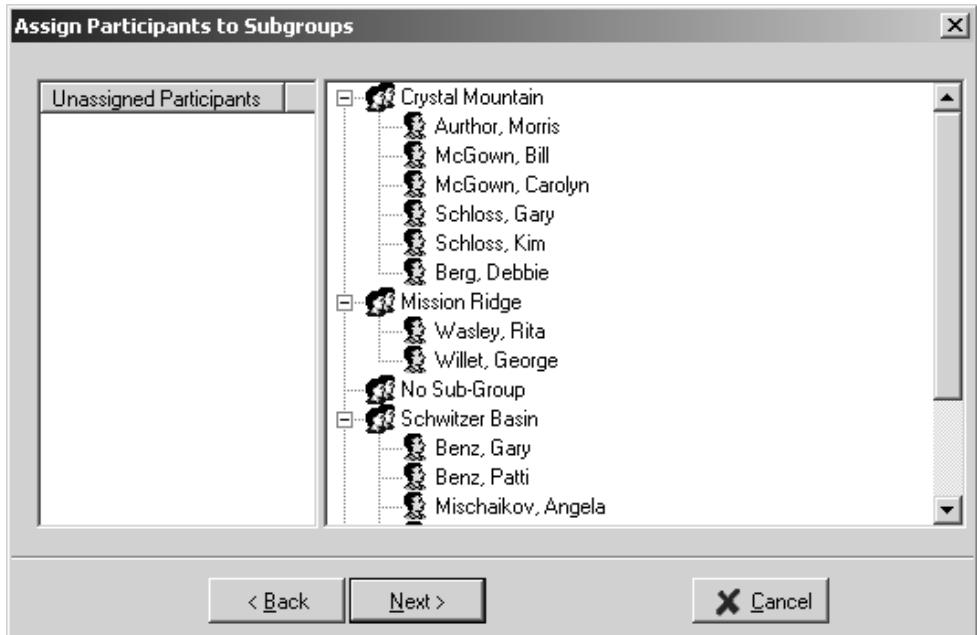 Assign Participants to Subgroups
Unassigned Participants
Crystal Mountain
Aurthor, Morris
McGown, Bill
McGown, Carolyn
Schloss, Gary
Schloss, Kim
Berg, Debbie
Mission Ridge
Wasley, Rita
Willet, George
No Sub-Group
Schwitzer Basin
Benz, Gary
Benz, Patti
Mischaikov, Angela
< Back
Next >
Cancel